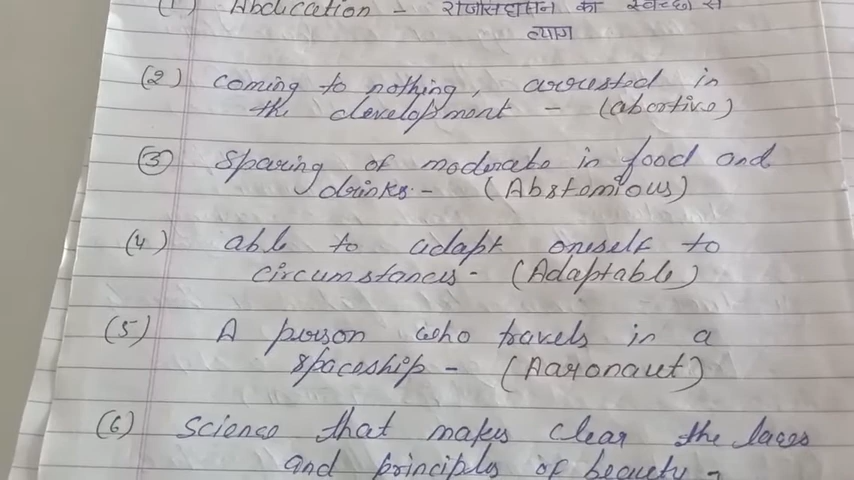 (1) Abdication - राजसिंहासन का स्वेच्छा से
त्याग
(2) coming to nothing, arrested in
the development - (abortive)
(3) sparing of moderate in food and
drinks - (Abstemious)
(4) able to adapt oneself to
circumstances - (Adaptable)
(5) A person who travels in a
spaceship - (Aaronaut)
(6) Science that makes clear the laws
and principles of beauty -